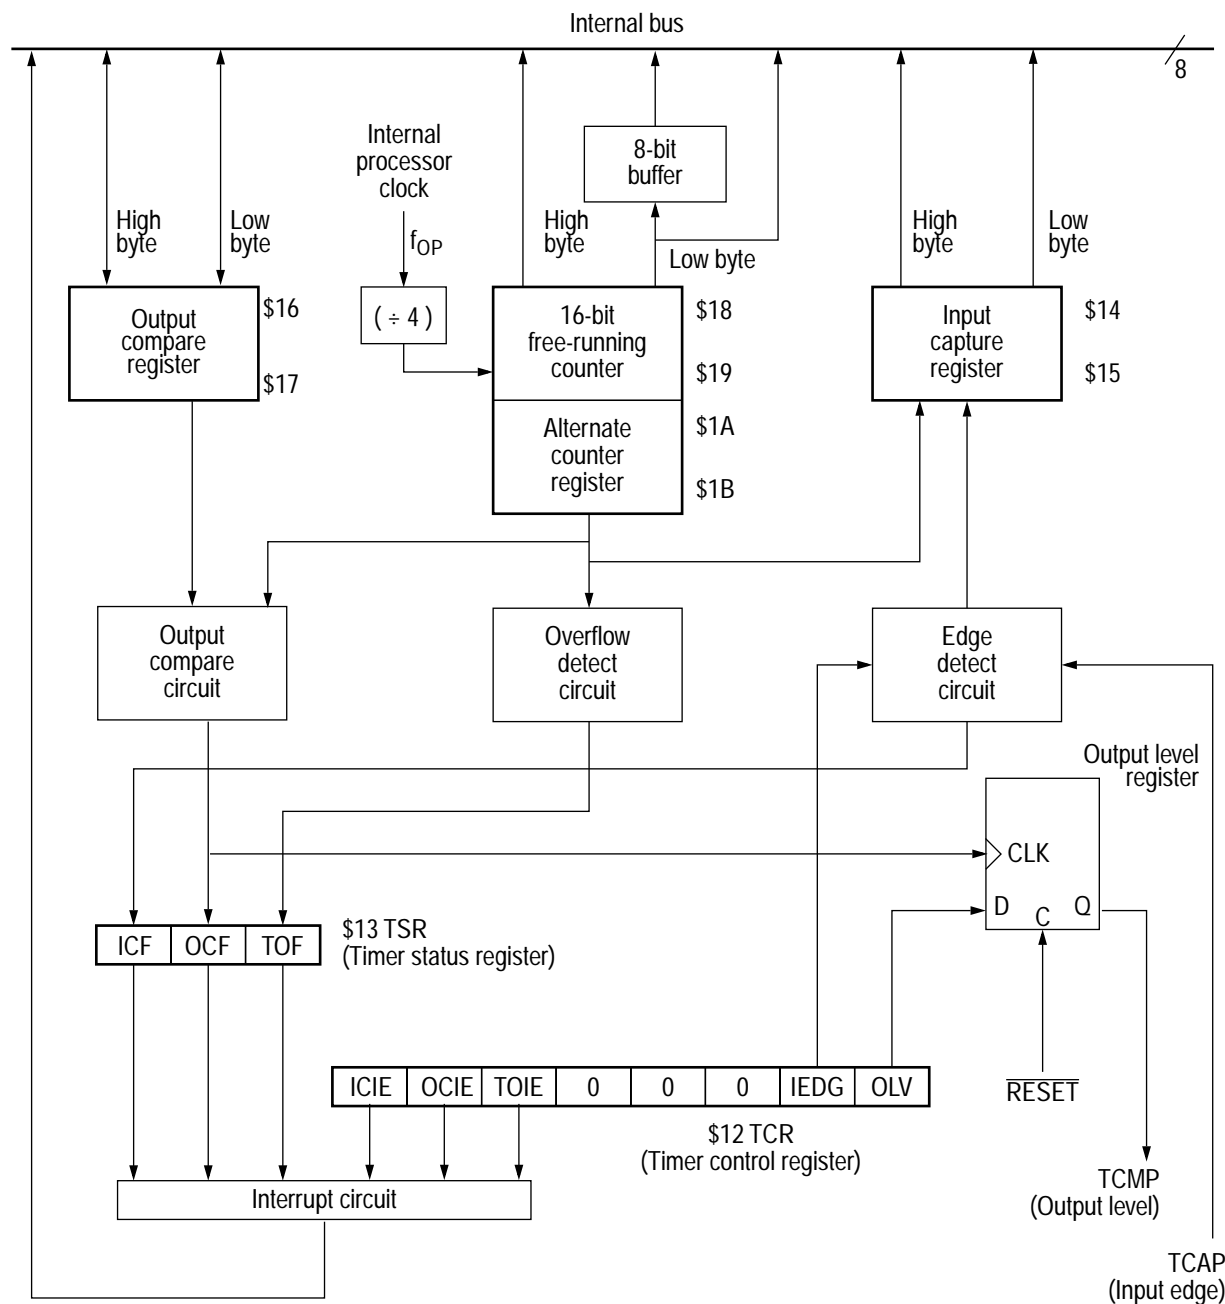 Internal bus
8
Internal
processor
clock
8-bit
buffer
High
byte
Low
byte
fOP
High
byte
Low byte
High
byte
Low
byte
Output
compare
register
$16
$17
( ÷ 4 )
16-bit
free-running
counter
$18
$19
Alternate
counter
register
$1A
$1B
Input
capture
register
$14
$15
Output
compare
circuit
Overflow
detect
circuit
Edge
detect
circuit
Output level
register
CLK
D
C
Q
ICF OCF TOF
$13 TSR
(Timer status register)
ICIE OCIE TOIE 0 0 0 IEDG OLV
$12 TCR
(Timer control register)
RESET
Interrupt circuit
TCMP
(Output level)
TCAP
(Input edge)